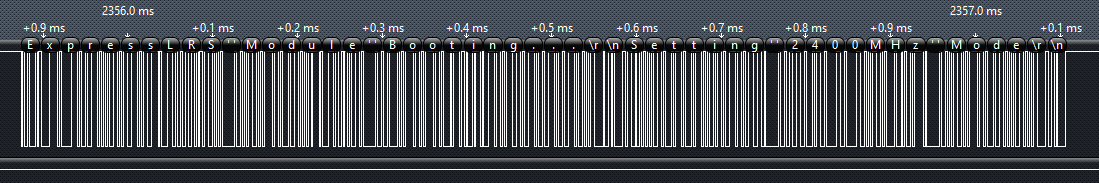 2356.0 ms 2357.0 ms
+0.9 ms +0.1 ms +0.2 ms +0.3 ms +0.4 ms +0.5 ms +0.6 ms +0.7 ms +0.8 ms +0.9 ms +0.1 ms
ExpressLRS␣Module␣Booting...\r\nSetting␣2400MHz␣Mode\r\n